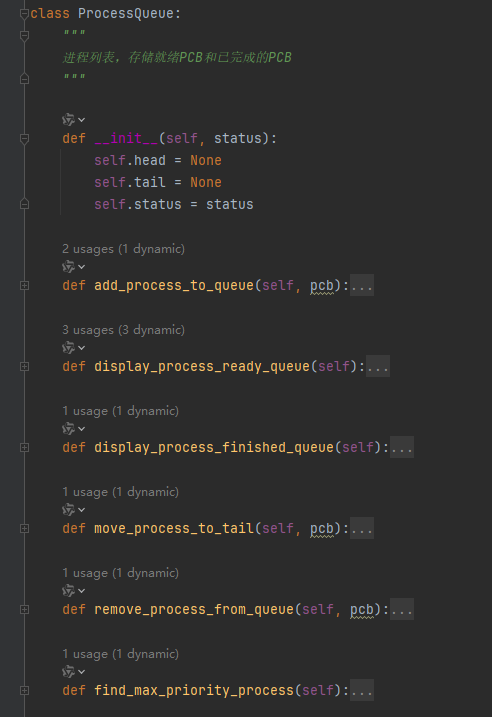 class ProcessQueue:
"""
进程列表，存储就绪PCB和已完成的PCB
"""
def __init__(self, status):
self.head = None
self.tail = None
self.status = status
2 usages (1 dynamic)
def add_process_to_queue(self, pcb):...
3 usages (3 dynamic)
def display_process_ready_queue(self):...
1 usage (1 dynamic)
def display_process_finished_queue(self):...
1 usage (1 dynamic)
def move_process_to_tail(self, pcb):...
1 usage (1 dynamic)
def remove_process_from_queue(self, pcb):...
1 usage (1 dynamic)
def find_max_priority_process(self):...